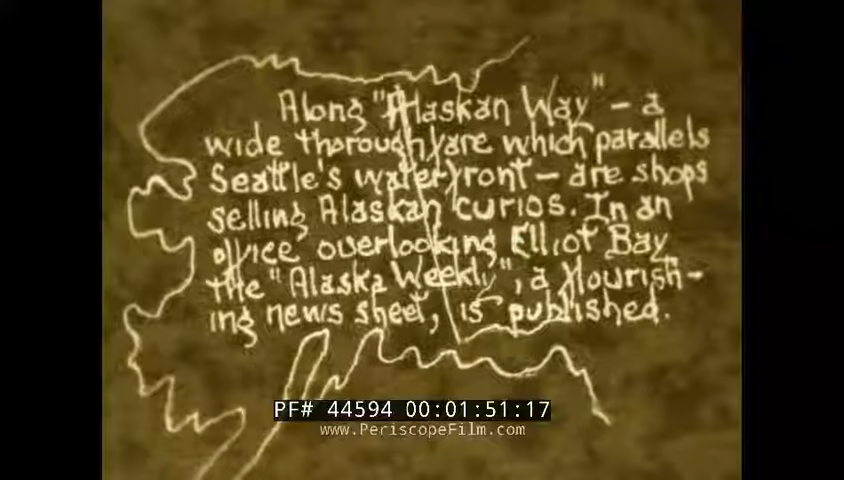 Along "Alaskan Way" – a
wide thoroughfare which parallels
Seattle's waterfront – are shops
selling Alaskan curios. In an
office overlooking Elliot Bay
the "Alaska Weekly", a flourish-
ing news sheet, is published.
PF# 44594 00:01:51:17
www.PeriscopeFilm.com